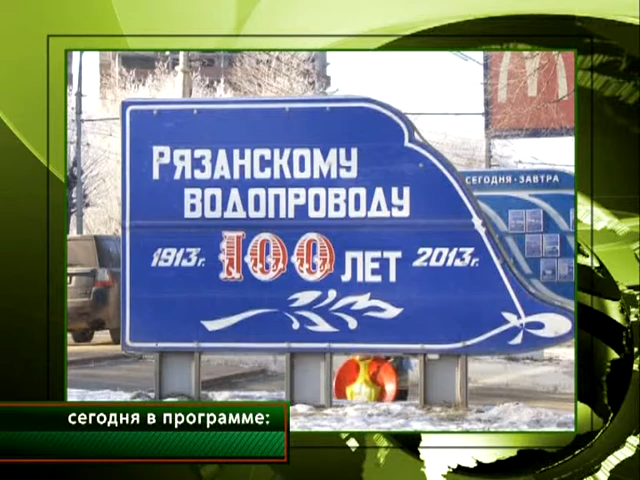 РЯЗАНСКОМУ
ВОДОПРОВОДУ
1913г. 100 ЛЕТ 2013г.
СЕГОДНЯ - ЗАВТРА
сегодня в программе: